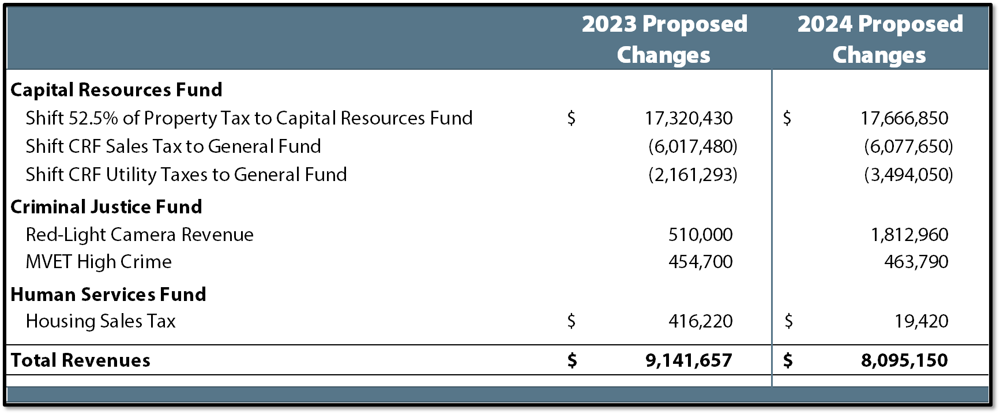 2023 Proposed Changes 2024 Proposed Changes
Capital Resources Fund
Shift 52.5% of Property Tax to Capital Resources Fund $ 17,320,430 $ 17,666,850
Shift CRF Sales Tax to General Fund (6,017,480) (6,077,650)
Shift CRF Utility Taxes to General Fund (2,161,293) (3,494,050)
Criminal Justice Fund
Red-Light Camera Revenue 510,000 1,812,960
MVET High Crime 454,700 463,790
Human Services Fund
Housing Sales Tax $ 416,220 $ 19,420
Total Revenues $ 9,141,657 $ 8,095,150